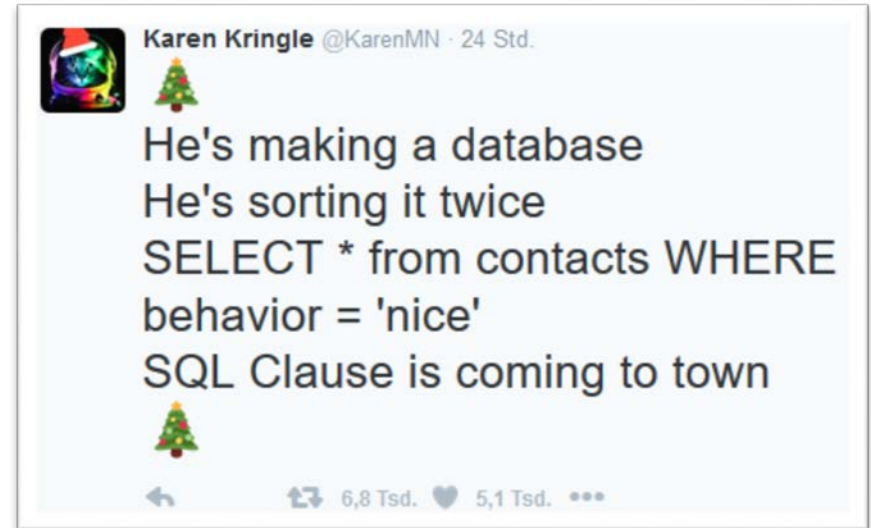 Karen Kringle @KarenMN · 24 Std.
🎄
He's making a database
He's sorting it twice
SELECT * from contacts WHERE
behavior = 'nice'
SQL Clause is coming to town
🎄
6,8 Tsd. 5,1 Tsd. •••